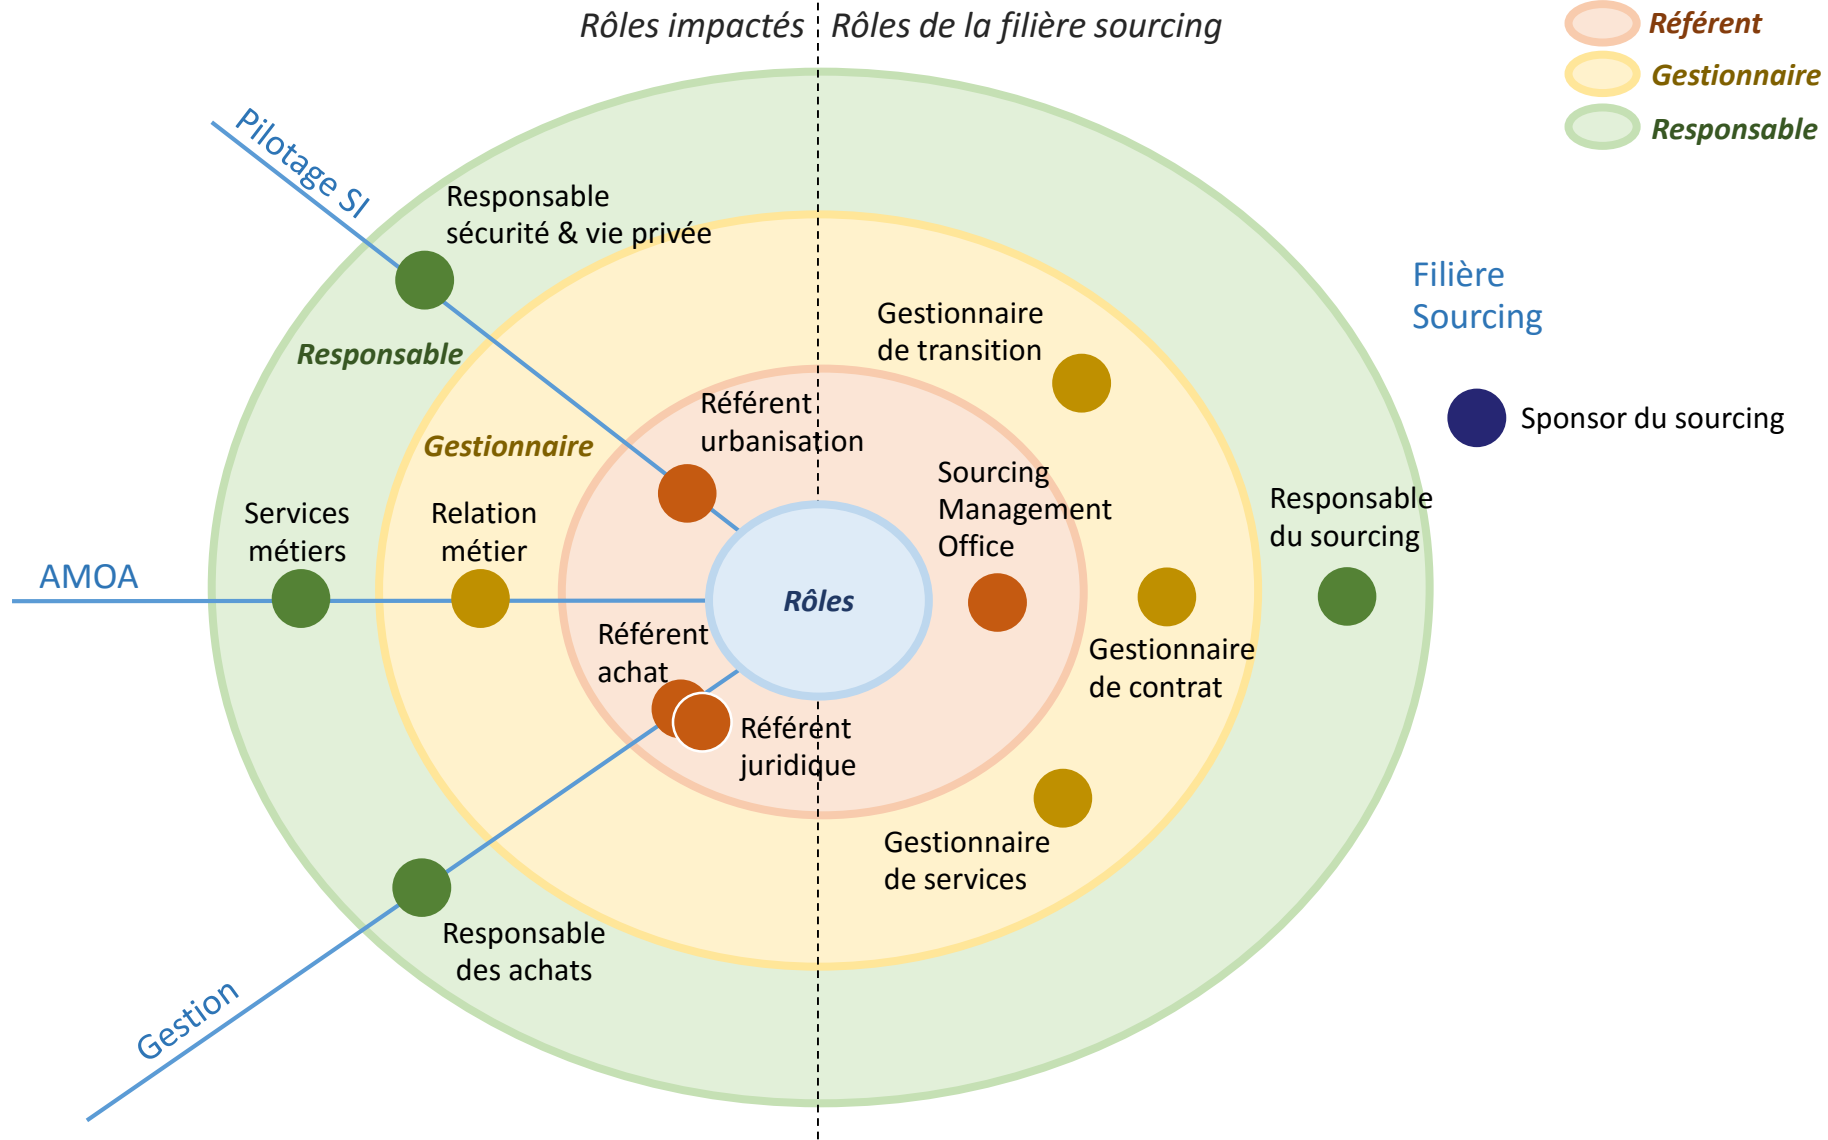 Rôles impactés
Rôles de la filière sourcing
Référent
Gestionnaire
Responsable
Pilotage SI
Responsable
sécurité & vie privée
Filière
Sourcing
Gestionnaire
de transition
Responsable
Référent
urbanisation
Sponsor du sourcing
Gestionnaire
Sourcing
Management
Office
Services
métiers
Relation
métier
Responsable
du sourcing
AMOA
Rôles
Référent
achat
Gestionnaire
de contrat
Référent
juridique
Gestionnaire
de services
Responsable
des achats
Gestion